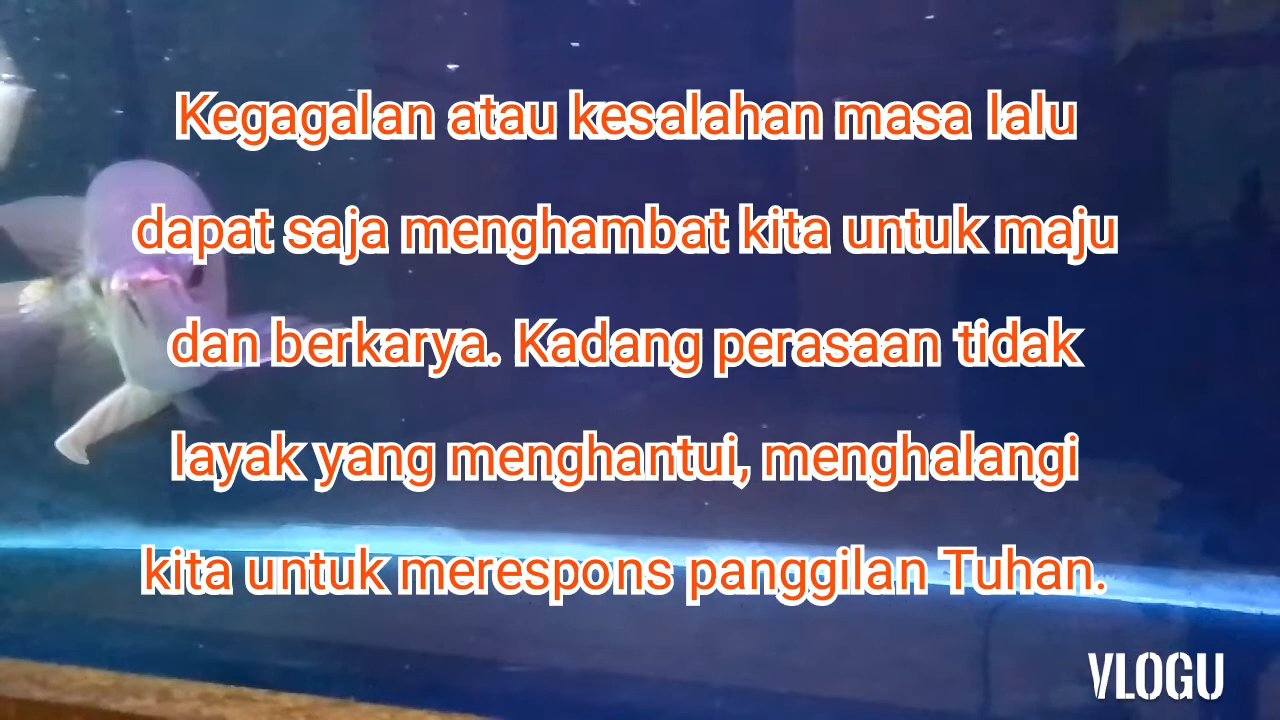 Kegagalan atau kesalahan masa lalu
dapat saja menghambat kita untuk maju
dan berkarya. Kadang perasaan tidak
layak yang menghantui, menghalangi
kita untuk merespons panggilan Tuhan.
VLOGU